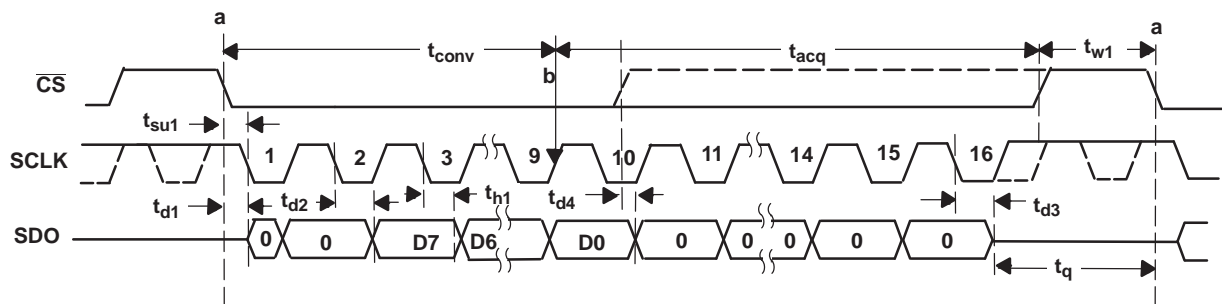 a a
t_conv t_acq t_w1
b
C̅S̅
t_su1
SCLK 1 2 3 9 10 11 14 15 16
t_d1 t_d2 t_h1 t_d4 t_d3
SDO 0 0 D7 D6 D0 0 0 0 0 0
t_q